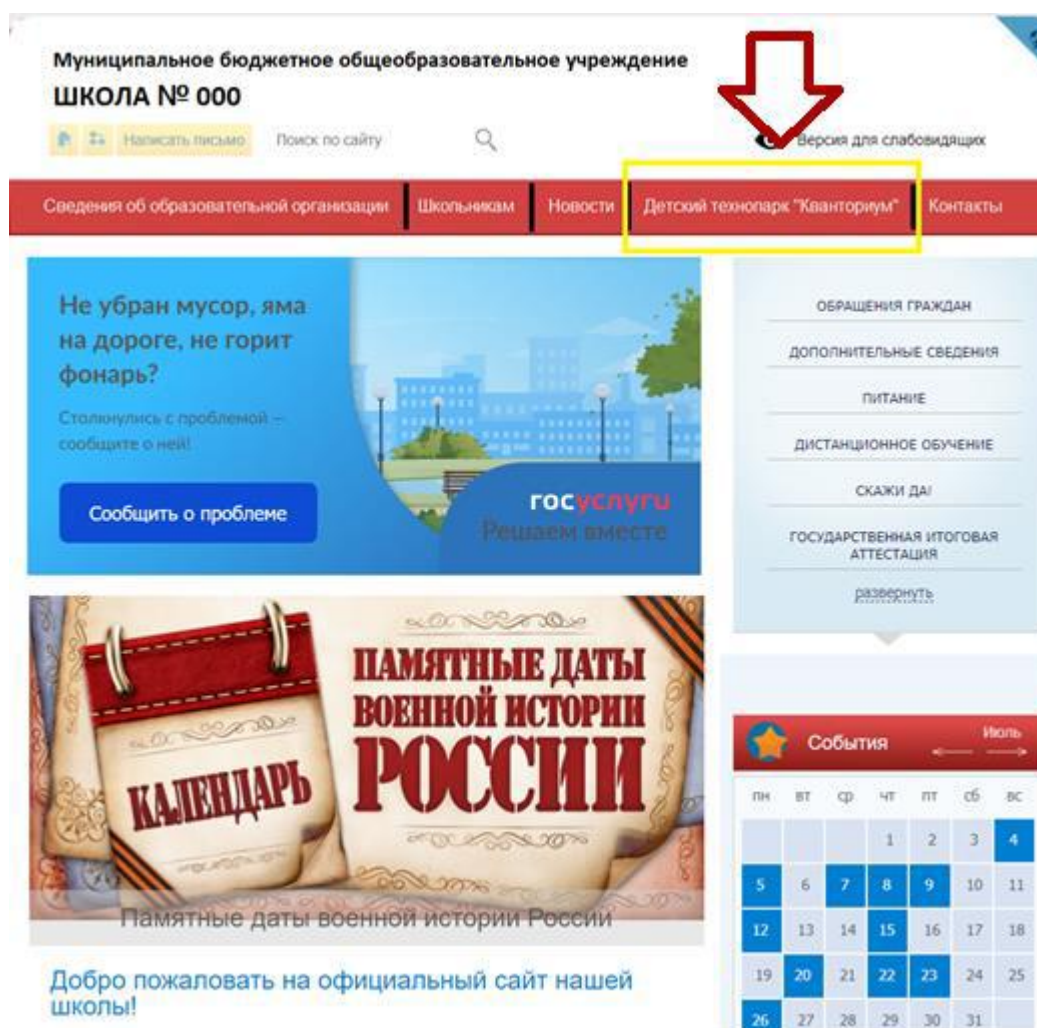 Муниципальное бюджетное общеобразовательное учреждение
ШКОЛА № 000
Написать письмо Поиск по сайту Версия для слабовидящих
Сведения об образовательной организации Школьникам Новости Детский технопарк "Кванториум" Контакты
Не убран мусор, яма
на дороге, не горит
фонарь?
Столкнулись с проблемой –
сообщите о ней!
Сообщить о проблеме
госуслуги
Решаем вместе
ОБРАЩЕНИЯ ГРАЖДАН
ДОПОЛНИТЕЛЬНЫЕ СВЕДЕНИЯ
ПИТАНИЕ
ДИСТАНЦИОННОЕ ОБУЧЕНИЕ
СКАЖИ ДА!
ГОСУДАРСТВЕННАЯ ИТОГОВАЯ
АТТЕСТАЦИЯ
развернуть
КАЛЕНДАРЬ
ПАМЯТНЫЕ ДАТЫ
ВОЕННОЙ ИСТОРИИ
РОССИИ
Памятные даты военной истории России
События Июль
пн вт ср чт пт сб вс
1 2 3 4
5 6 7 8 9 10 11
12 13 14 15 16 17 18
19 20 21 22 23 24 25
26 27 28 29 30 31
Добро пожаловать на официальный сайт нашей
школы!